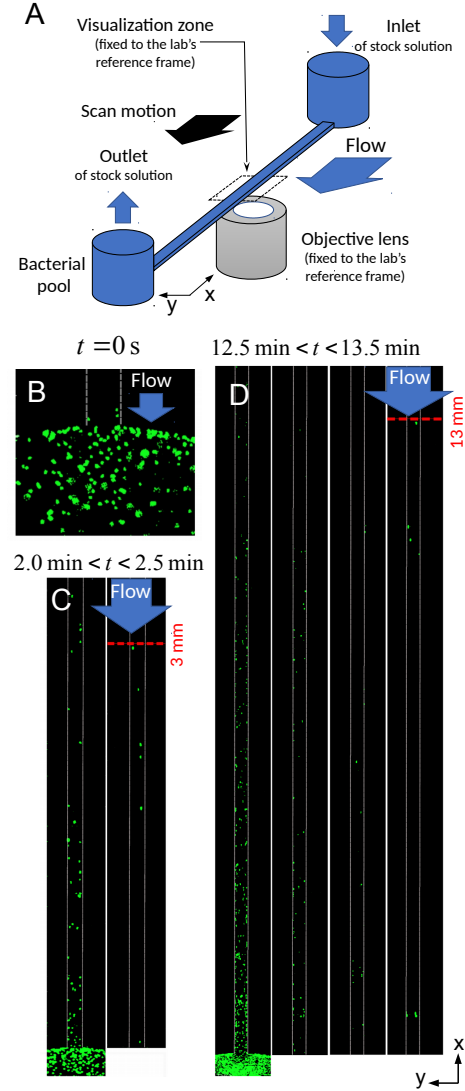 A
Visualization zone
(fixed to the lab's
reference frame)
Inlet
of stock solution
Scan motion
Outlet
of stock solution
Flow
Bacterial
pool
Objective lens
(fixed to the lab's
reference frame)
y
x
t = 0 s
B
Flow
12.5 min < t < 13.5 min
D
Flow
13 mm
2.0 min < t < 2.5 min
C
Flow
3 mm
x
y